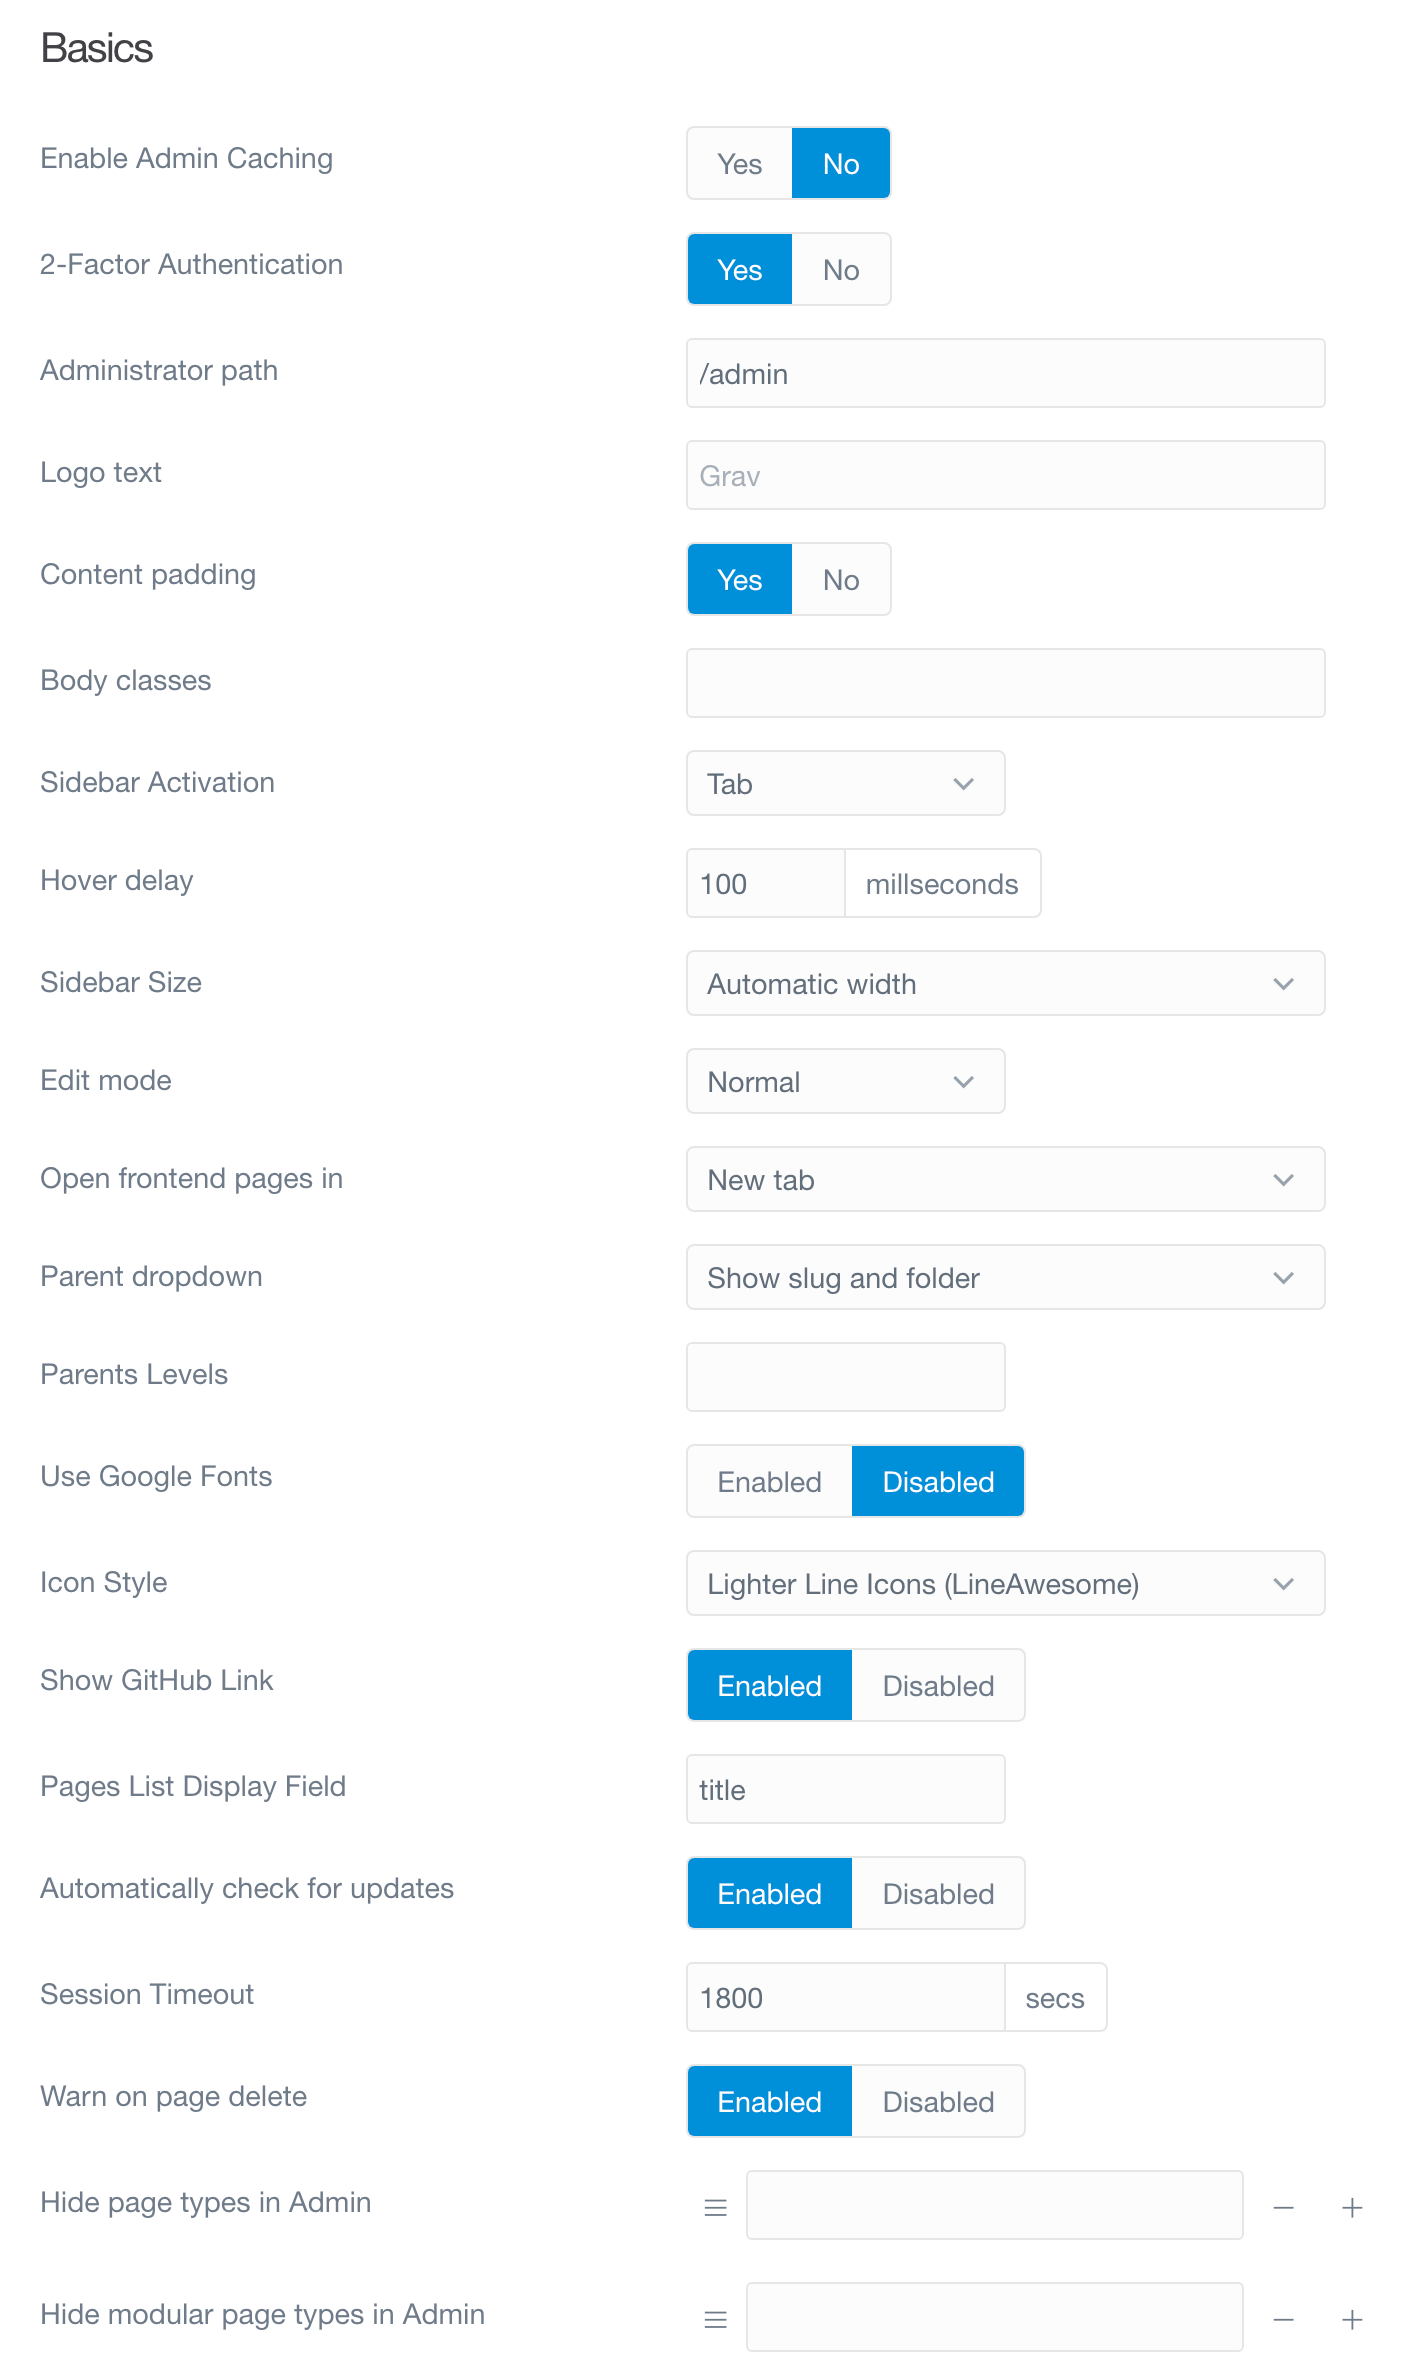 Basics
Enable Admin Caching Yes No
2-Factor Authentication Yes No
Administrator path /admin
Logo text Grav
Content padding Yes No
Body classes
Sidebar Activation Tab
Hover delay 100 millseconds
Sidebar Size Automatic width
Edit mode Normal
Open frontend pages in New tab
Parent dropdown Show slug and folder
Parents Levels
Use Google Fonts Enabled Disabled
Icon Style Lighter Line Icons (LineAwesome)
Show GitHub Link Enabled Disabled
Pages List Display Field title
Automatically check for updates Enabled Disabled
Session Timeout 1800 secs
Warn on page delete Enabled Disabled
Hide page types in Admin
Hide modular page types in Admin